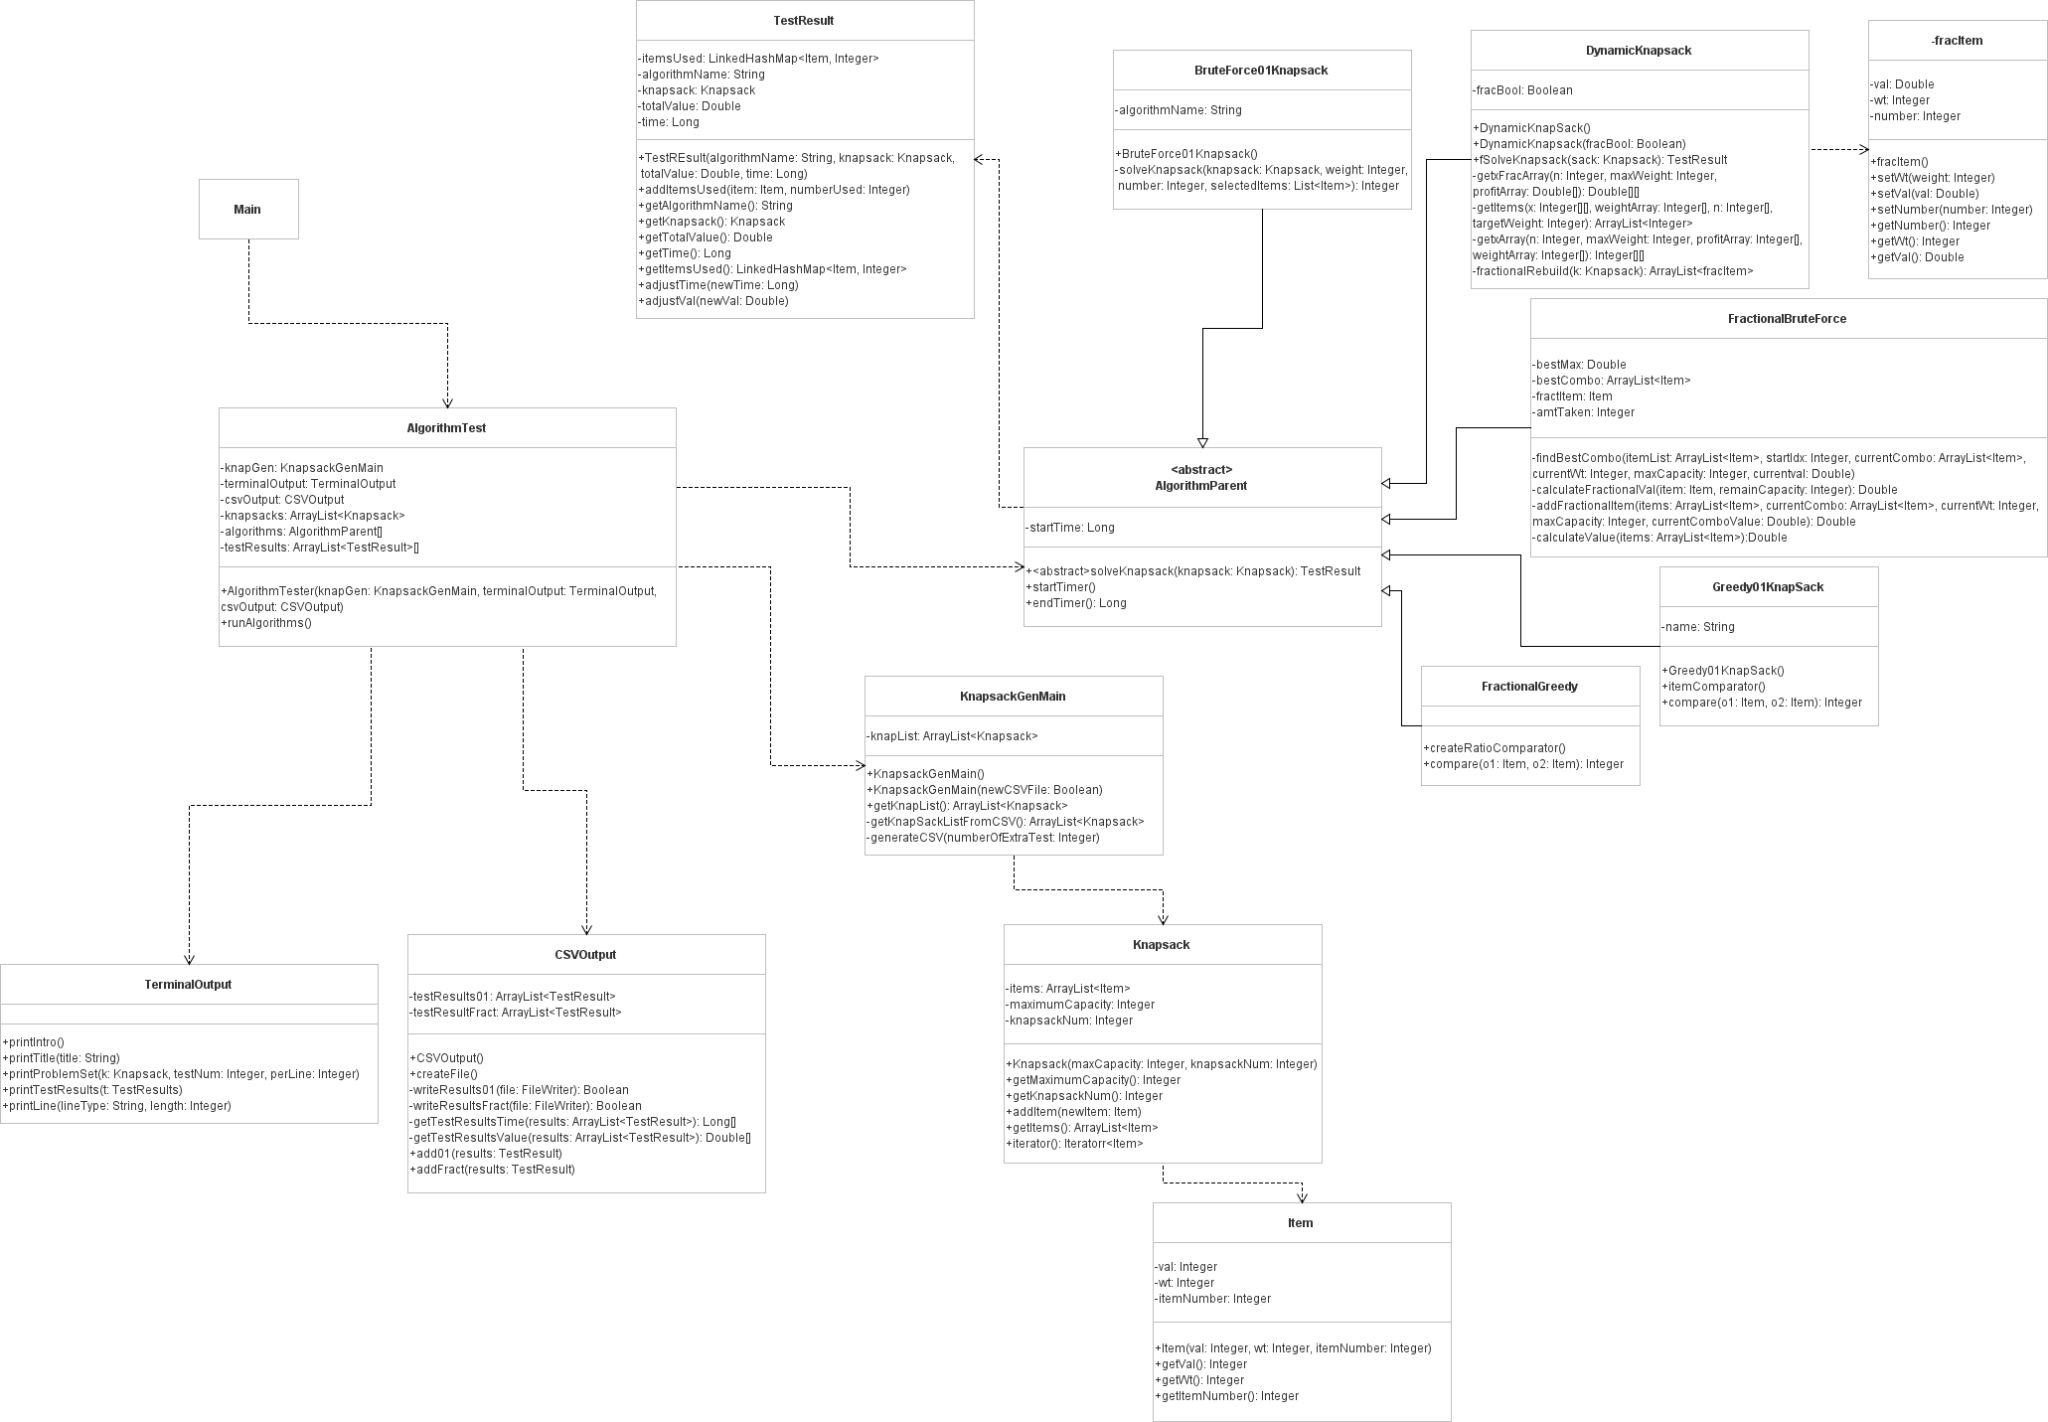 TestResult
-itemsUsed: LinkedHashMap<Item, Integer>
-algorithmName: String
-knapsack: Knapsack
-totalValue: Double
-time: Long
+TestREsult(algorithmName: String, knapsack: Knapsack,
totalValue: Double, time: Long)
+addItemsUsed(item: Item, numberUsed: Integer)
+getAlgorithmName(): String
+getKnapsack(): Knapsack
+getTotalValue(): Double
+getTime(): Long
+getItemsUsed(): LinkedHashMap<Item, Integer>
+adjustTime(newTime: Long)
+adjustVal(newVal: Double)
BruteForce01Knapsack
-algorithmName: String
+BruteForce01Knapsack()
-solveKnapsack(knapsack: Knapsack, weight: Integer,
number: Integer, selectedItems: List<Item>): Integer
DynamicKnapsack
-fracBool: Boolean
+DynamicKnapSack()
+DynamicKnapsack(fracBool: Boolean)
+fSolveKnapsack(sack: Knapsack): TestResult
-getxFracArray(n: Integer, maxWeight: Integer,
profitArray: Double[]): Double[][]
-getItems(x: Integer[][], weightArray: Integer[], n: Integer[],
targetWeight: Integer): ArrayList<Integer>
-getxArray(n: Integer, maxWeight: Integer, profitArray: Integer[],
weightArray: Integer[]): Integer[][]
-fractionalRebuild(k: Knapsack): ArrayList<fracItem>
-fracItem
-val: Double
-wt: Integer
-number: Integer
+fracItem()
+setWt(weight: Integer)
+setVal(val: Double)
+setNumber(number: Integer)
+getNumber(): Integer
+getWt(): Integer
+getVal(): Double
Main
FractionalBruteForce
-bestMax: Double
-bestCombo: ArrayList<Item>
-fractItem: Item
-amtTaken: Integer
-findBestCombo(itemList: ArrayList<Item>, startIdx: Integer, currentCombo: ArrayList<Item>,
currentWt: Integer, maxCapacity: Integer, currentval: Double)
-calculateFractionalVal(item: Item, remainCapacity: Integer): Double
-addFractionalItem(items: ArrayList<Item>, currentCombo: ArrayList<Item>, currentWt: Integer,
maxCapacity: Integer, currentComboValue: Double): Double
-calculateValue(items: ArrayList<Item>):Double
AlgorithmTest
-knapGen: KnapsackGenMain
-terminalOutput: TerminalOutput
-csvOutput: CSVOutput
-knapsacks: ArrayList<Knapsack>
-algorithms: AlgorithmParent[]
-testResults: ArrayList<TestResult>[]
+AlgorithmTester(knapGen: KnapsackGenMain, terminalOutput: TerminalOutput,
csvOutput: CSVOutput)
+runAlgorithms()
<abstract>
AlgorithmParent
-startTime: Long
+<abstract>solveKnapsack(knapsack: Knapsack): TestResult
+startTimer()
+endTimer(): Long
Greedy01KnapSack
-name: String
+Greedy01KnapSack()
+itemComparator()
+compare(o1: Item, o2: Item): Integer
FractionalGreedy
+createRatioComparator()
+compare(o1: Item, o2: Item): Integer
KnapsackGenMain
-knapList: ArrayList<Knapsack>
+KnapsackGenMain()
+KnapsackGenMain(newCSVFile: Boolean)
+getKnapList(): ArrayList<Knapsack>
-getKnapSackListFromCSV(): ArrayList<Knapsack>
-generateCSV(numberOfExtraTest: Integer)
TerminalOutput
+printIntro()
+printTitle(title: String)
+printProblemSet(k: Knapsack, testNum: Integer, perLine: Integer)
+printTestResults(t: TestResults)
+printLine(lineType: String, length: Integer)
CSVOutput
-testResults01: ArrayList<TestResult>
-testResultFract: ArrayList<TestResult>
+CSVOutput()
+createFile()
-writeResults01(file: FileWriter): Boolean
-writeResultsFract(file: FileWriter): Boolean
-getTestResultsTime(results: ArrayList<TestResult>): Long[]
-getTestResultsValue(results: ArrayList<TestResult>): Double[]
+add01(results: TestResult)
+addFract(results: TestResult)
Knapsack
-items: ArrayList<Item>
-maximumCapacity: Integer
-knapsackNum: Integer
+Knapsack(maxCapacity: Integer, knapsackNum: Integer)
+getMaximumCapacity(): Integer
+getKnapsackNum(): Integer
+addItem(newItem: Item)
+getItems(): ArrayList<Item>
+iterator(): Iteratorr<Item>
Item
-val: Integer
-wt: Integer
-itemNumber: Integer
+Item(val: Integer, wt: Integer, itemNumber: Integer)
+getVal(): Integer
+getWt(): Integer
+getItemNumber(): Integer